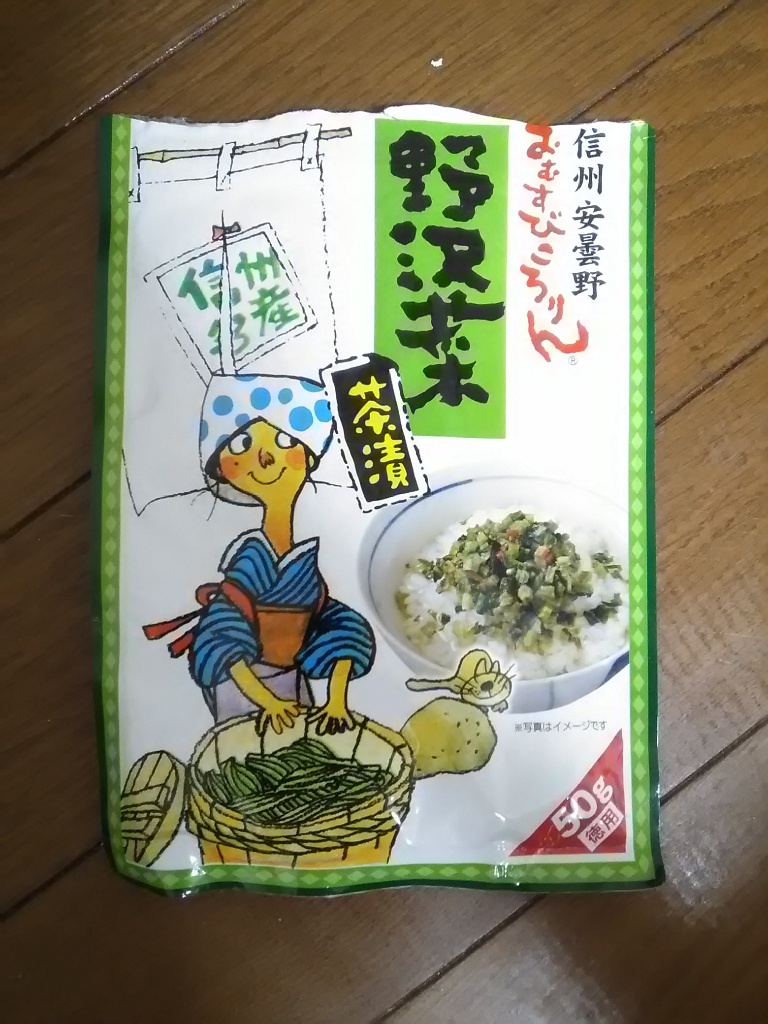 信州安曇野
おむすびころりん®
野沢菜
茶漬
信州産
※写真はイメージです
50g
徳用